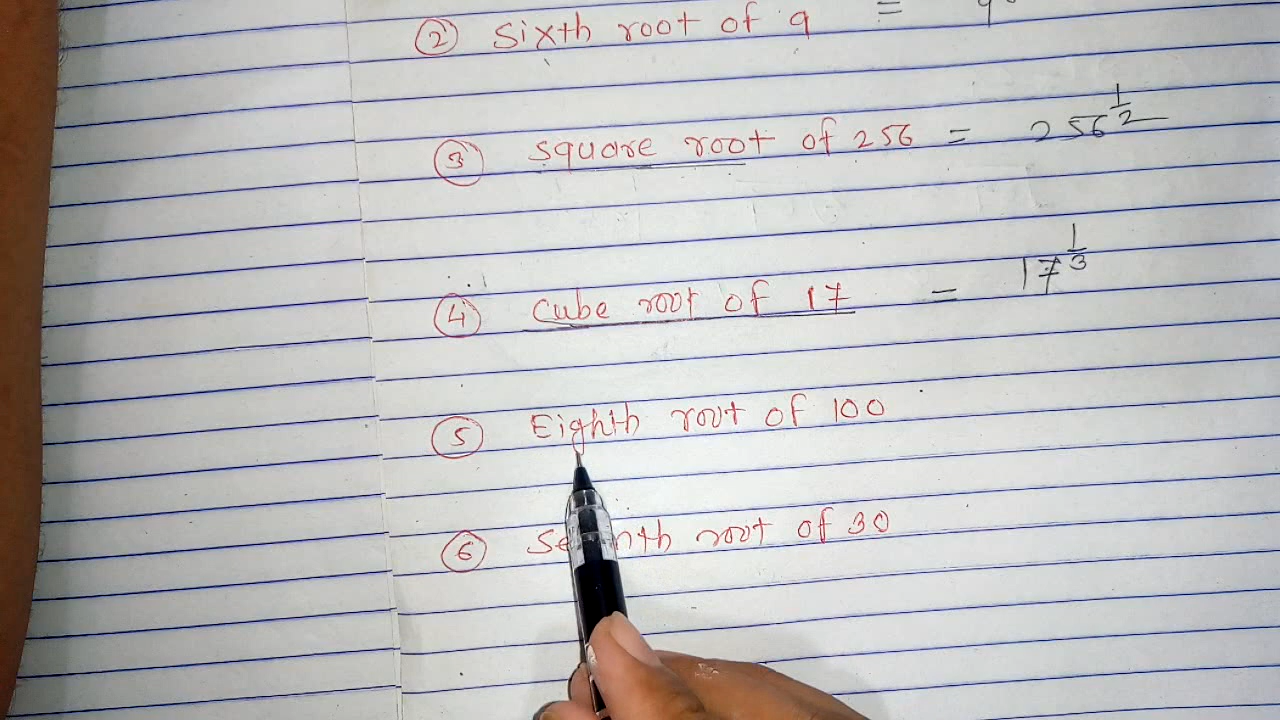 ② Sixth root of 9 =
③ Square root of 256 = 256^1/2
④ Cube root of 17 = 17^1/3
⑤ Eighth root of 100
⑥ root of 30